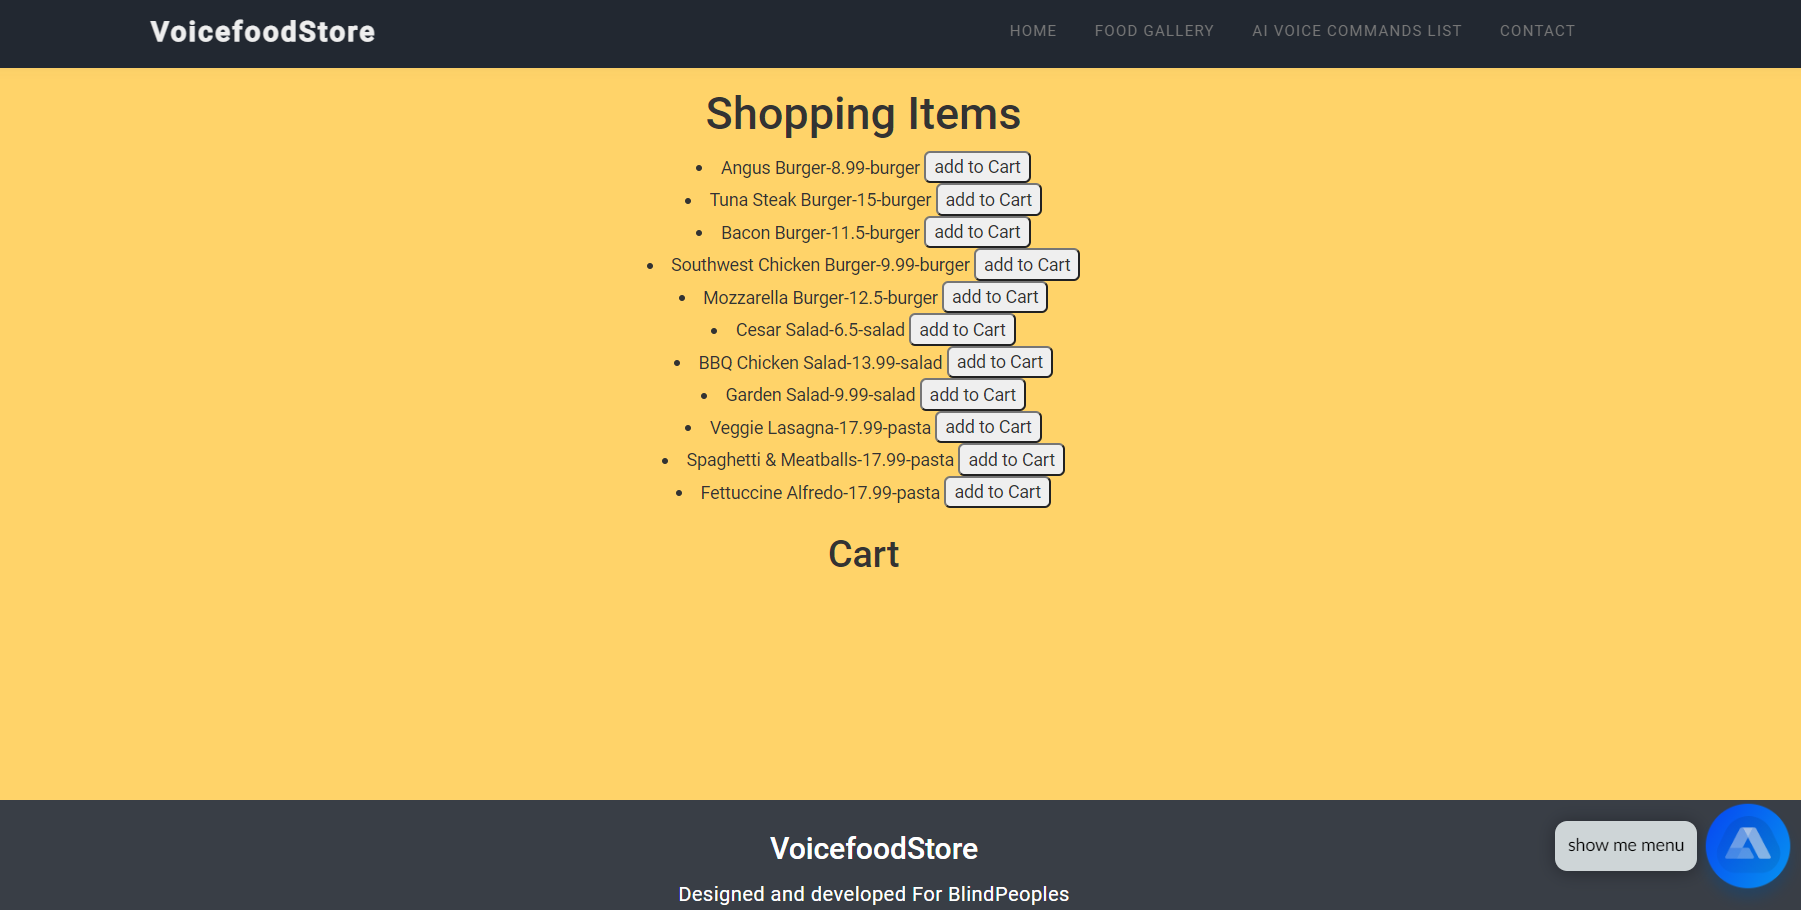 VoicefoodStore
HOME FOOD GALLERY AI VOICE COMMANDS LIST CONTACT
Shopping Items
• Angus Burger-8.99-burger add to Cart
• Tuna Steak Burger-15-burger add to Cart
• Bacon Burger-11.5-burger add to Cart
• Southwest Chicken Burger-9.99-burger add to Cart
• Mozzarella Burger-12.5-burger add to Cart
• Cesar Salad-6.5-salad add to Cart
• BBQ Chicken Salad-13.99-salad add to Cart
• Garden Salad-9.99-salad add to Cart
• Veggie Lasagna-17.99-pasta add to Cart
• Spaghetti & Meatballs-17.99-pasta add to Cart
• Fettuccine Alfredo-17.99-pasta add to Cart
Cart
VoicefoodStore
Designed and developed For BlindPeoples
show me menu